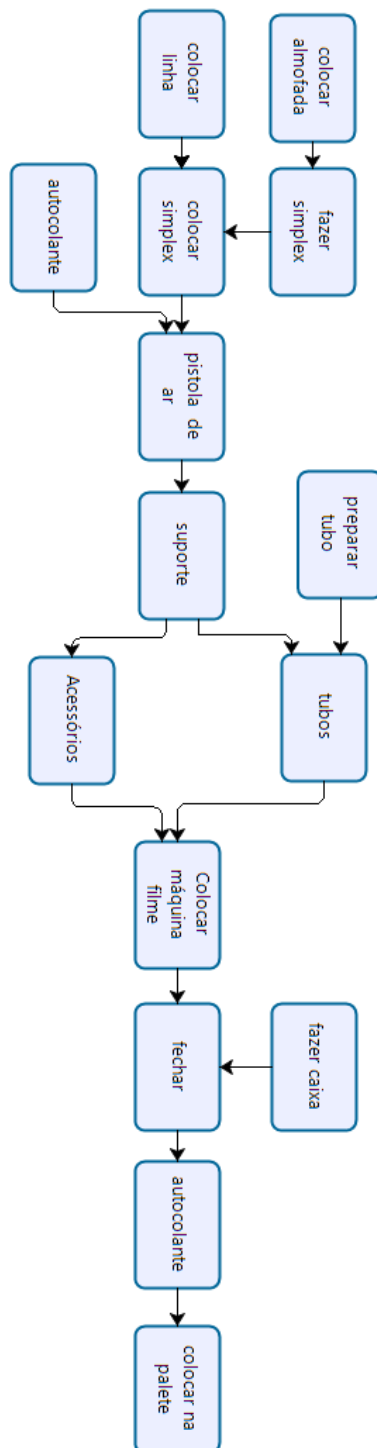 colocar
almofada
fazer
simplex
colocar
linha
colocar
simplex
autocolante
pistola de
ar
suporte
preparar
tubo
tubos
Acessórios
Colocar
máquina
filme
fechar
fazer caixa
autocolante
colocar na
palete